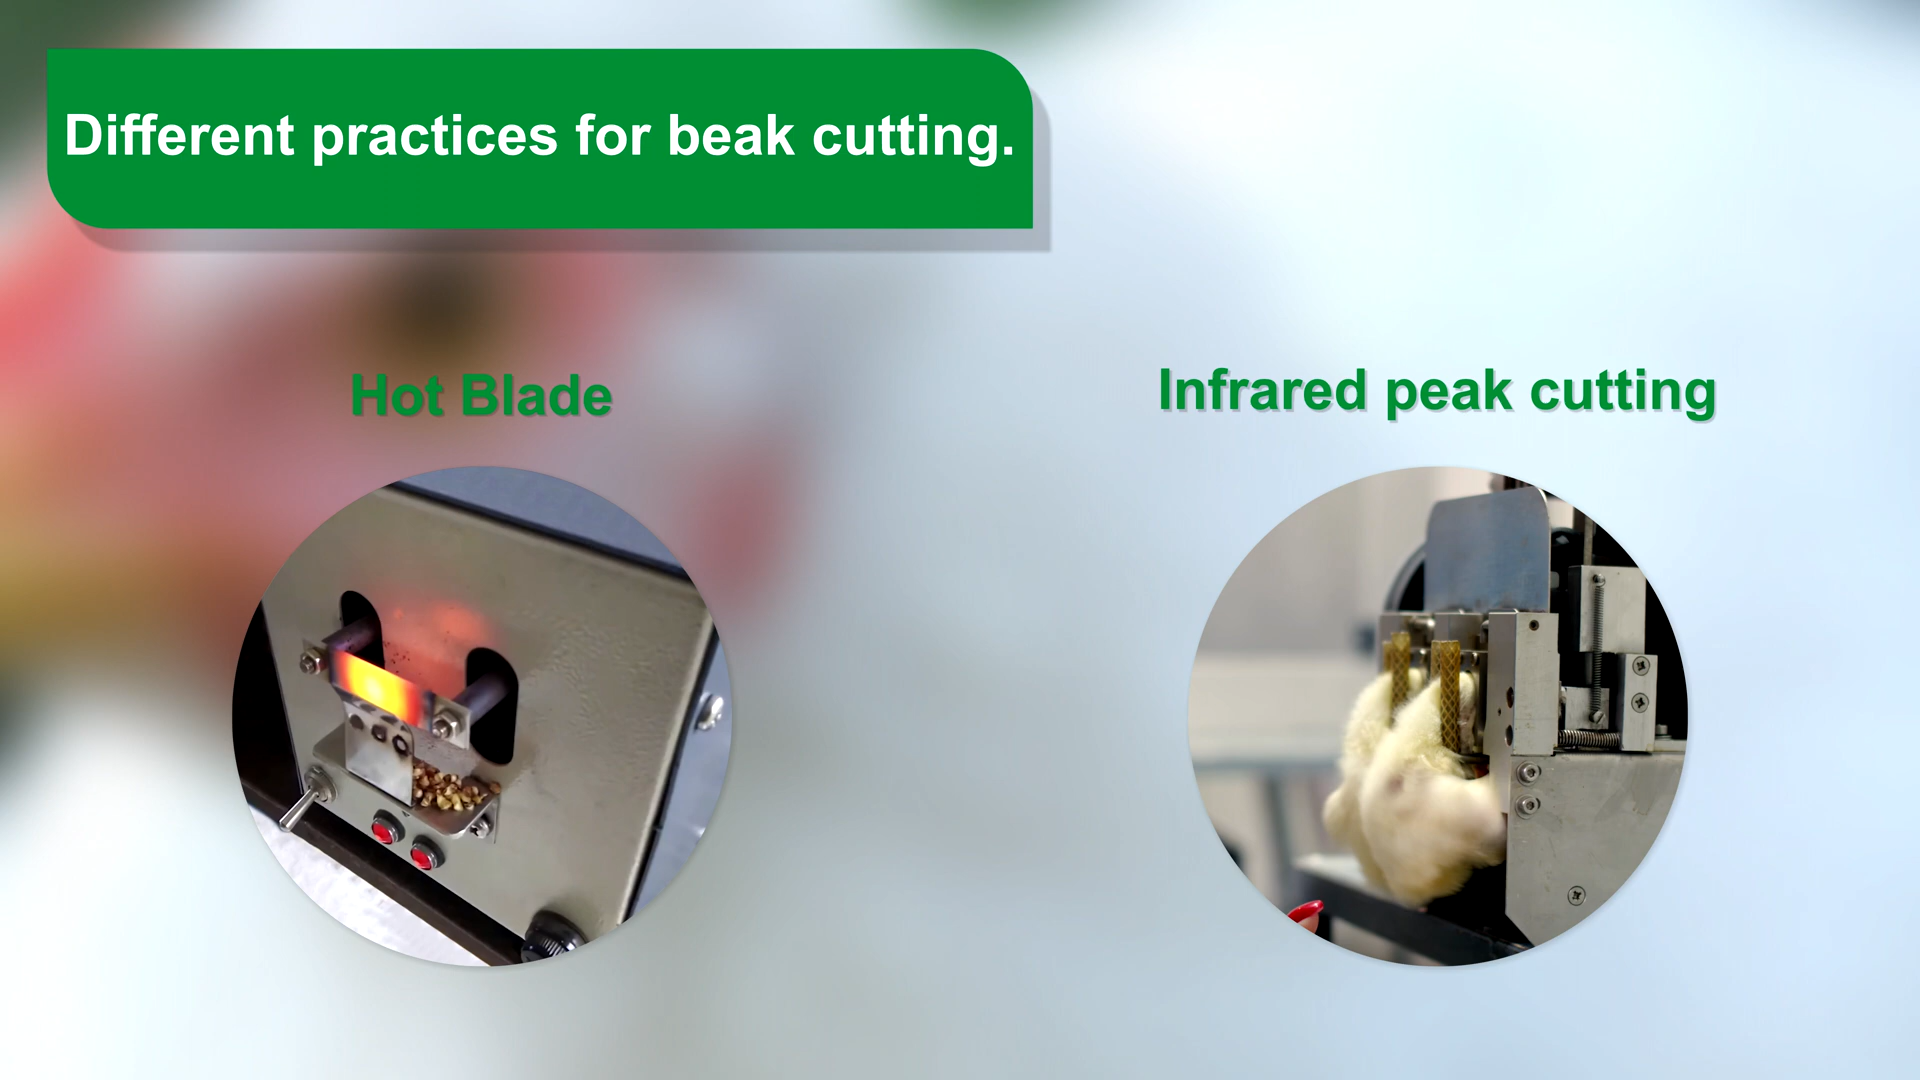 Different practices for beak cutting.
Hot Blade
Infrared peak cutting